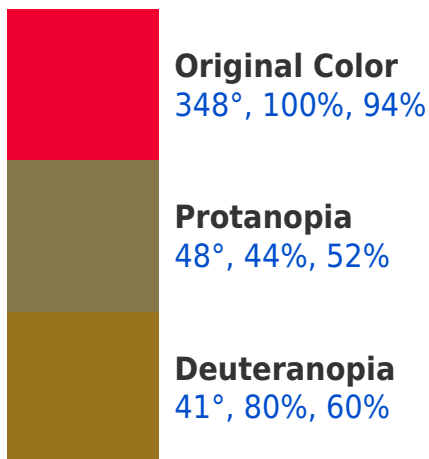 Original Color
348°, 100%, 94%
Protanopia
48°, 44%, 52%
Deuteranopia
41°, 80%, 60%